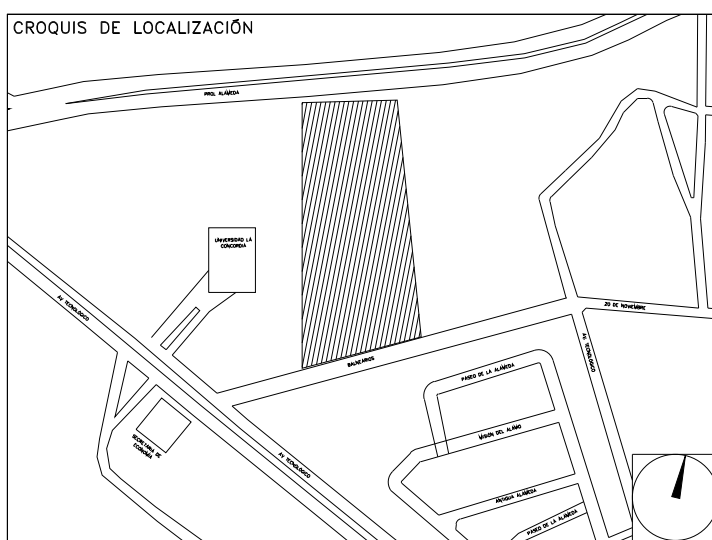 CROQUIS DE LOCALIZACIÓN
PROL ALAMEDA
UNIVERSIDAD LA
CONCORDIA
AV TECNOLOGICO
20 DE NOVIEMBRE
AV TECNOLOGICO
BALNEARIOS
PASEO DE LA ALAMEDA
MISION DEL ALAMO
SECRETARIA DE
ECONOMIA
AV TECNOLOGICO
ANTIGUA ALAMEDA
PASEO DE LA ALAMEDA